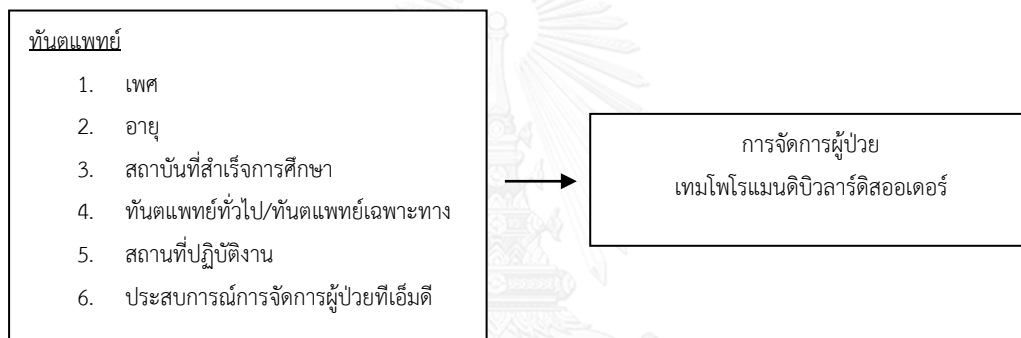 ทันตแพทย์
1. เพศ
2. อายุ
3. สถาบันที่สำเร็จการศึกษา
4. ทันตแพทย์ทั่วไป/ทันตแพทย์เฉพาะทาง
5. สถานที่ปฏิบัติงาน
6. ประสบการณ์การจัดการผู้ป่วยทีเอ็มดี
การจัดการผู้ป่วย
เทมโพโรแมนดิบิวลาร์ดิสออเดอร์